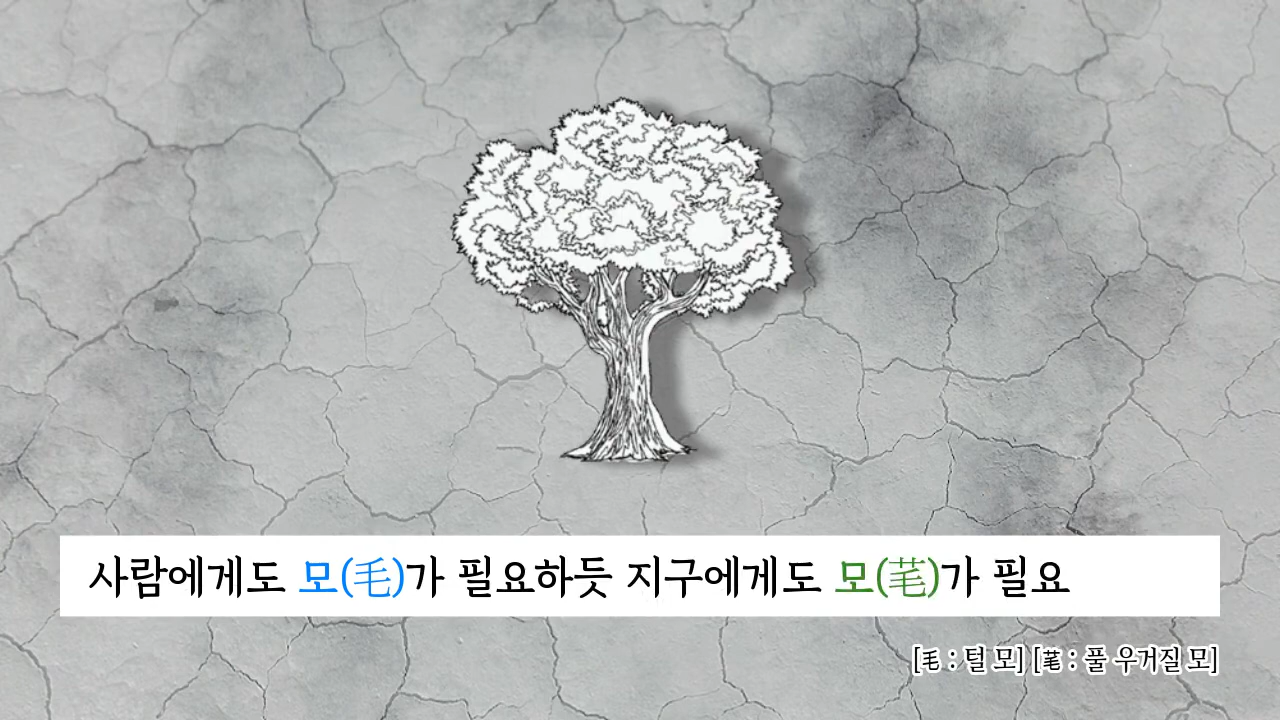 사람에게도 모(毛)가 필요하듯 지구에게도 모(芼)가 필요
[毛 : 털 모] [芼 : 풀 우거질 모]